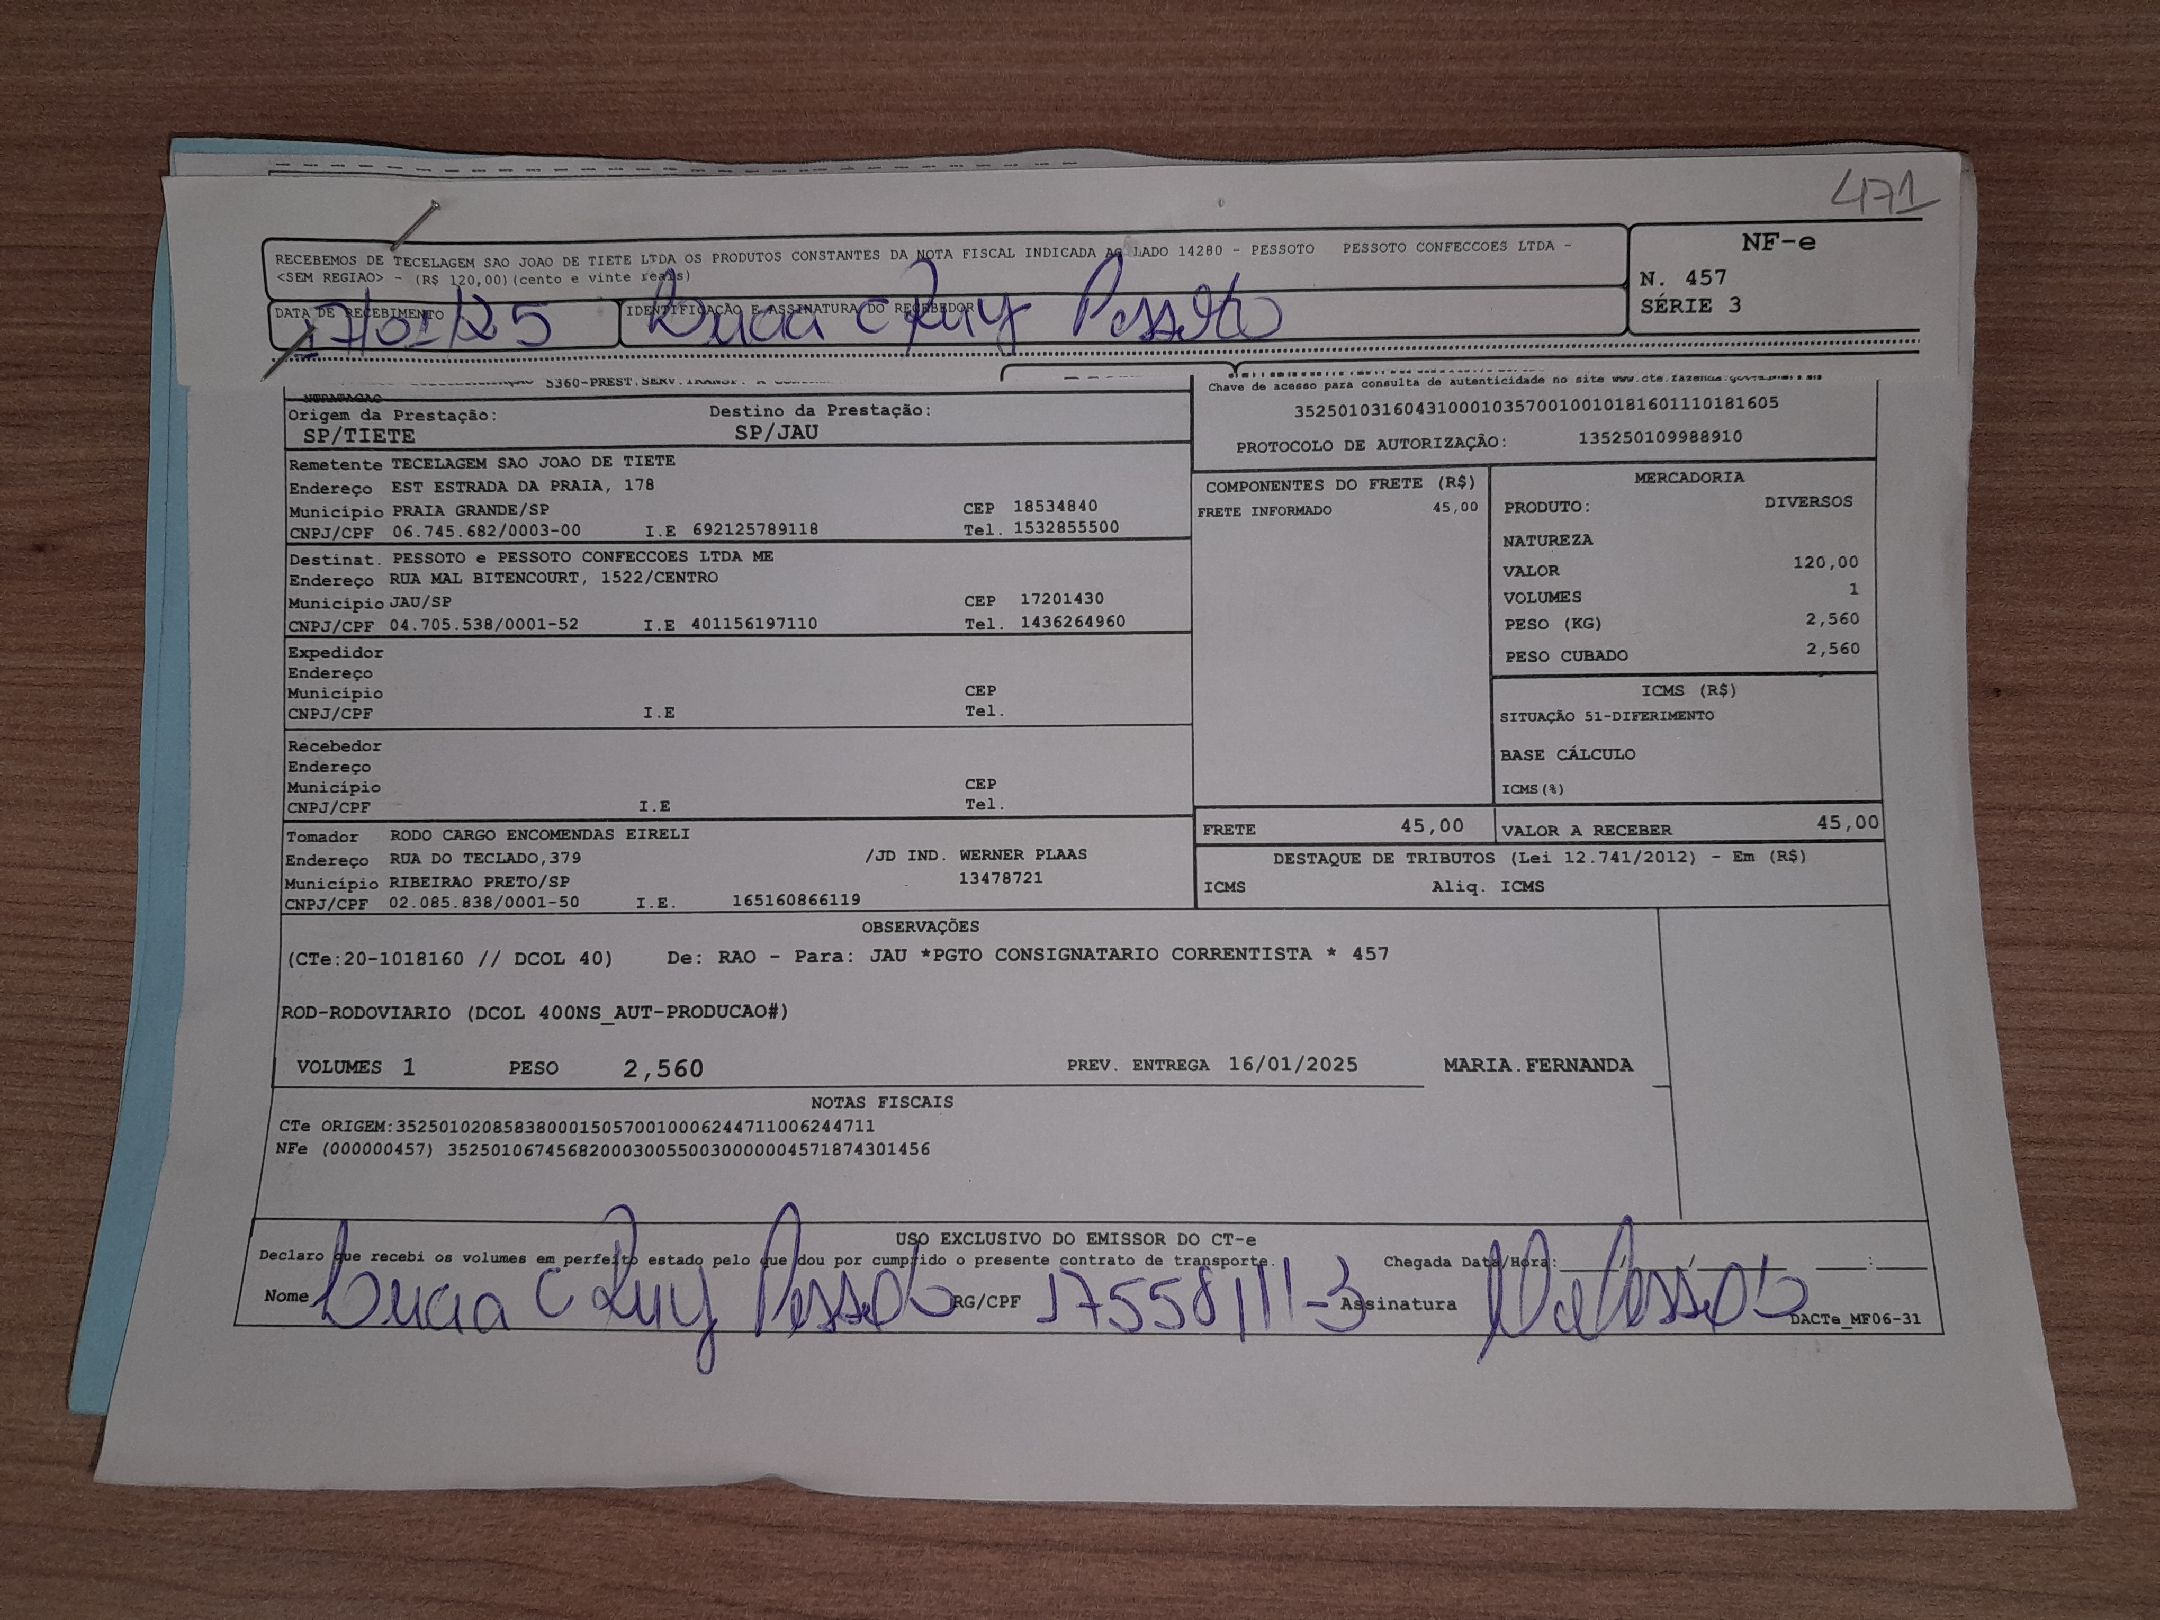 471
RECEBEMOS DE TECELAGEM SAO JOAO DE TIETE LTDA OS PRODUTOS CONSTANTES DA NOTA FISCAL INDICADA AO LADO 14280 - PESSOTO PESSOTO CONFECCOES LTDA -
<SEM REGIAO> - (R$ 120,00)(cento e vinte reais)
NF-e
N. 457
SÉRIE 3
DATA DE RECEBIMENTO
17/01/25
IDENTIFICAÇÃO E ASSINATURA DO RECEBEDOR
Lucia C Ruy Pessoto
5360-PREST.SERV.TRANSP. A
Chave de acesso para consulta de autenticidade no site www.cte.fazenda.gov
35250103160431000103570010010181601110181605
PROTOCOLO DE AUTORIZAÇÃO: 135250109988910
Origem da Prestação: Destino da Prestação:
SP/TIETE SP/JAU
Remetente TECELAGEM SAO JOAO DE TIETE
Endereço EST ESTRADA DA PRAIA, 178
Município PRAIA GRANDE/SP CEP 18534840
CNPJ/CPF 06.745.682/0003-00 I.E 692125789118 Tel. 1532855500
Destinat. PESSOTO e PESSOTO CONFECCOES LTDA ME
Endereço RUA MAL BITENCOURT, 1522/CENTRO
Município JAU/SP CEP 17201430
CNPJ/CPF 04.705.538/0001-52 I.E 401156197110 Tel. 1436264960
Expedidor
Endereço
Município CEP
CNPJ/CPF I.E Tel.
Recebedor
Endereço
Município CEP
CNPJ/CPF I.E Tel.
Tomador RODO CARGO ENCOMENDAS EIRELI
Endereço RUA DO TECLADO,379 /JD IND. WERNER PLAAS
Município RIBEIRAO PRETO/SP 13478721
CNPJ/CPF 02.085.838/0001-50 I.E. 165160866119
COMPONENTES DO FRETE (R$)
FRETE INFORMADO 45,00
MERCADORIA
PRODUTO: DIVERSOS
NATUREZA
VALOR 120,00
VOLUMES 1
PESO (KG) 2,560
PESO CUBADO 2,560
ICMS (R$)
SITUAÇÃO 51-DIFERIMENTO
BASE CÁLCULO
ICMS(%)
FRETE 45,00 VALOR A RECEBER 45,00
DESTAQUE DE TRIBUTOS (Lei 12.741/2012) - Em (R$)
ICMS Aliq. ICMS
OBSERVAÇÕES
(CTe:20-1018160 // DCOL 40) De: RAO - Para: JAU *PGTO CONSIGNATARIO CORRENTISTA * 457
ROD-RODOVIARIO (DCOL 400NS_AUT-PRODUCAO#)
VOLUMES 1 PESO 2,560 PREV. ENTREGA 16/01/2025 MARIA.FERNANDA
NOTAS FISCAIS
CTe ORIGEM:35250102085838000150570010006244711006244711
NFe (000000457) 35250106745682000300550030000004571874301456
USO EXCLUSIVO DO EMISSOR DO CT-e
Declaro que recebi os volumes em perfeito estado pelo que dou por cumprido o presente contrato de transporte. Chegada Data/Hora:
Nome Lucia C Ruy Pessoto RG/CPF 17558111-3 Assinatura
DACTe_MF06-31